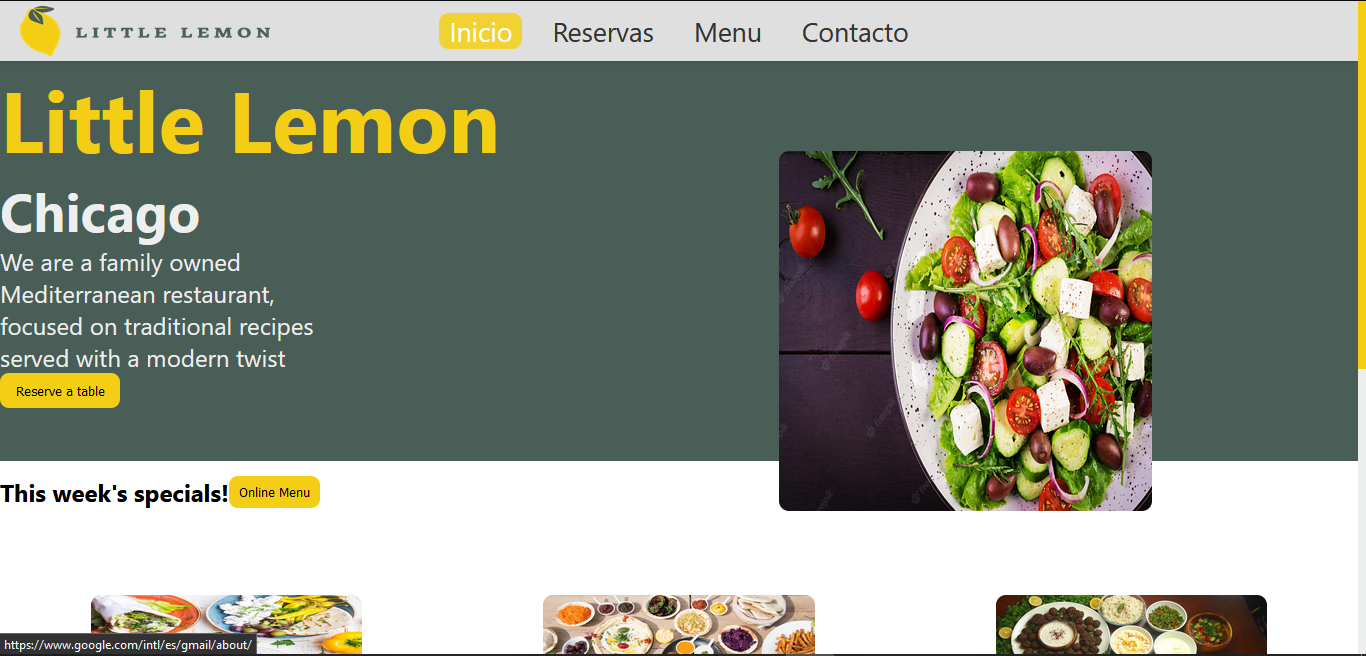 LITTLE LEMON
Inicio Reservas Menu Contacto
Little Lemon
Chicago
We are a family owned
Mediterranean restaurant,
focused on traditional recipes
served with a modern twist
Reserve a table
This week's specials! Online Menu
https://www.google.com/intl/es/gmail/about/